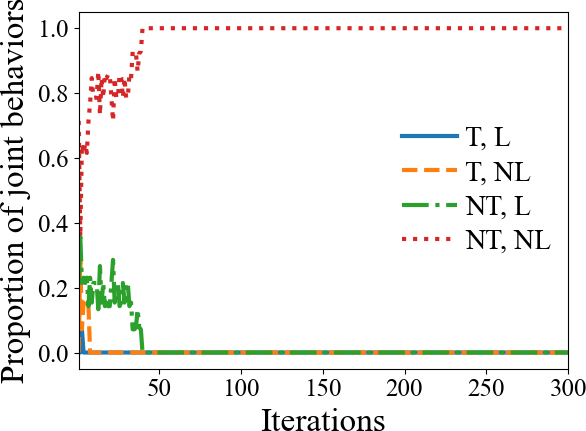 Proportion of joint behaviors
1.0
0.8
0.6
0.4
0.2
0.0
T, L
T, NL
NT, L
NT, NL
50
100
150
200
250
300
Iterations